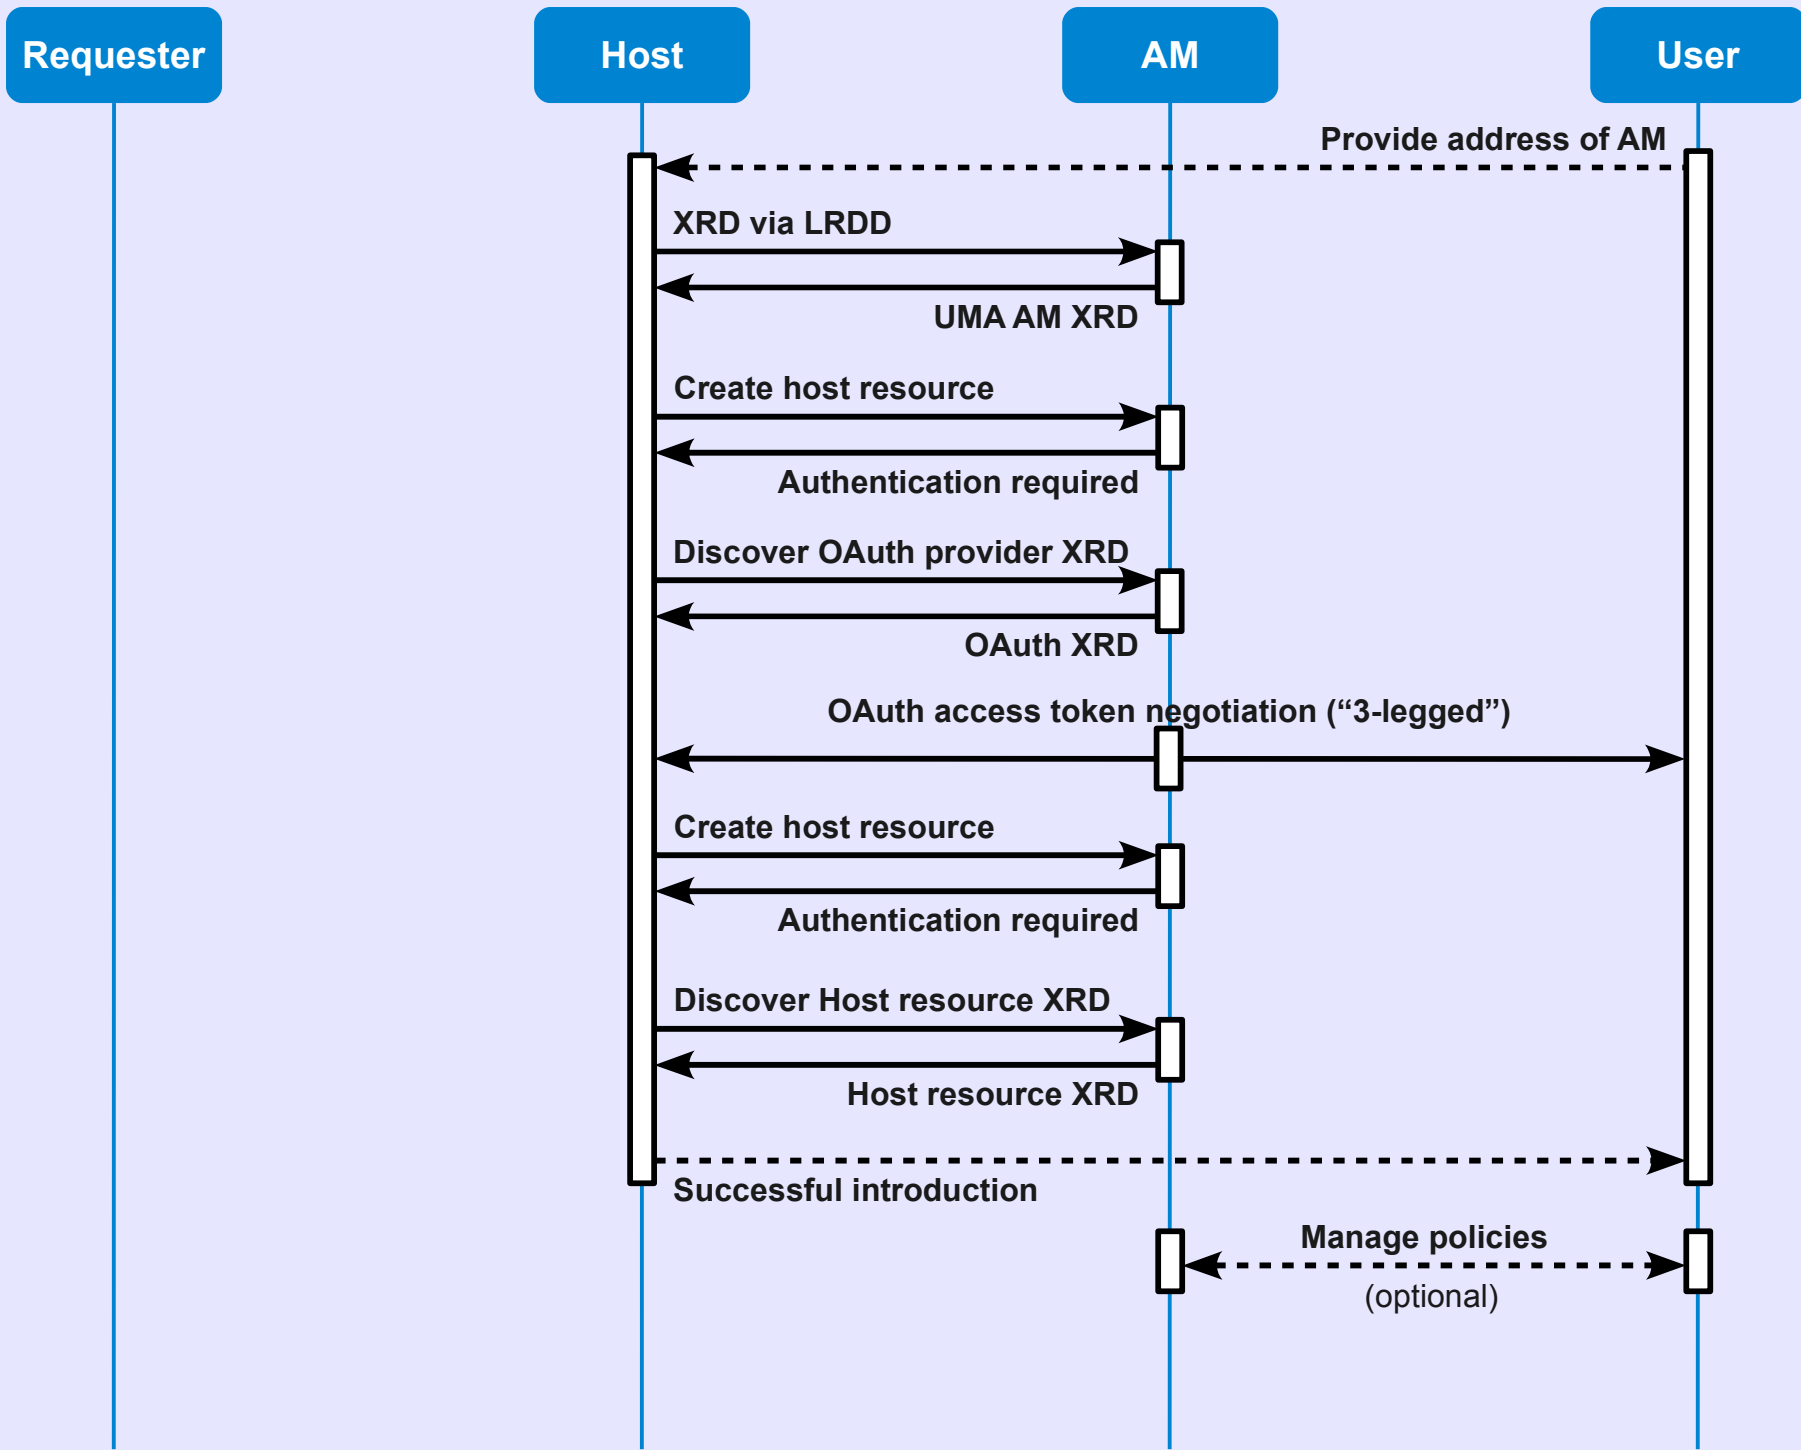 Requester
Host
AM
User
Provide address of AM
XRD via LRDD
UMA AM XRD
Create host resource
Authentication required
Discover OAuth provider XRD
OAuth XRD
OAuth access token negotiation (“3-legged”)
Create host resource
Authentication required
Discover Host resource XRD
Host resource XRD
Successful introduction
Manage policies
(optional)